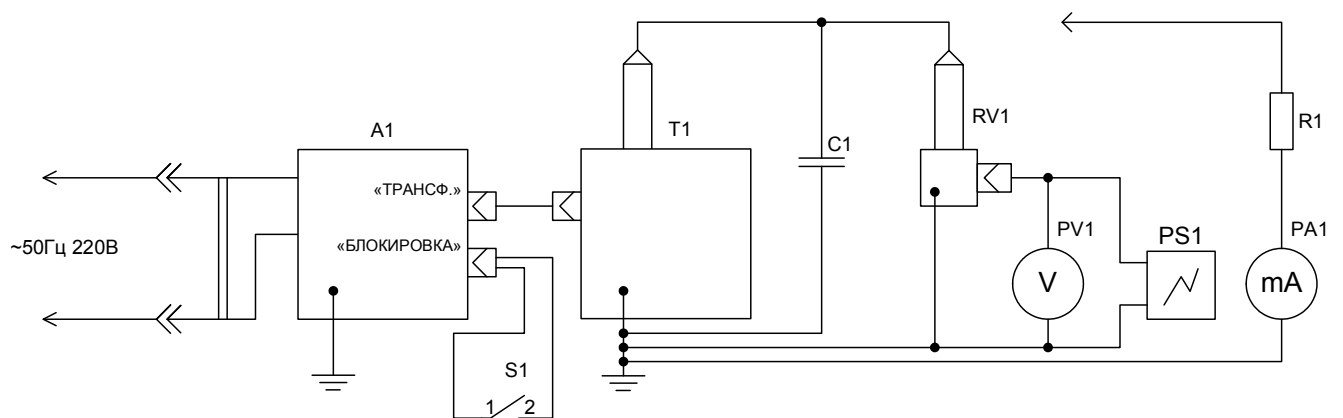 A1
T1
RV1
C1
R1
«ТРАНСФ.»
~50Гц 220В
«БЛОКИРОВКА»
PV1
PS1
PA1
V
mA
S1
1 2